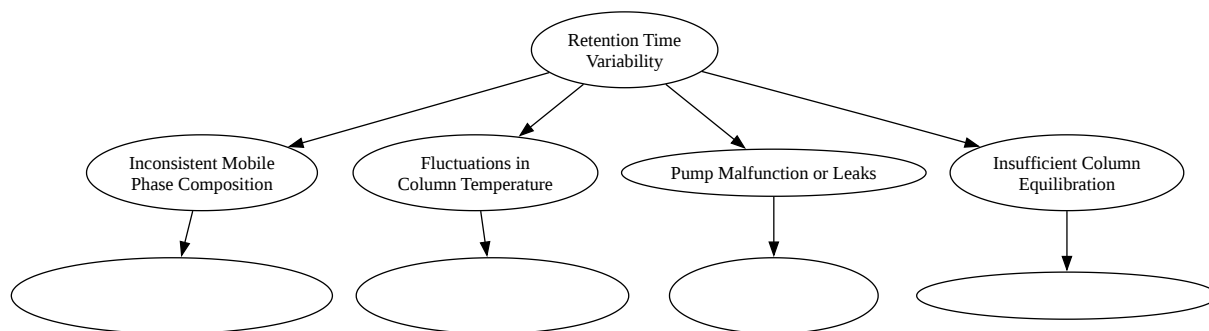 Retention Time
Variability
Inconsistent Mobile
Phase Composition
Fluctuations in
Column Temperature
Pump Malfunction or Leaks
Insufficient Column
Equilibration